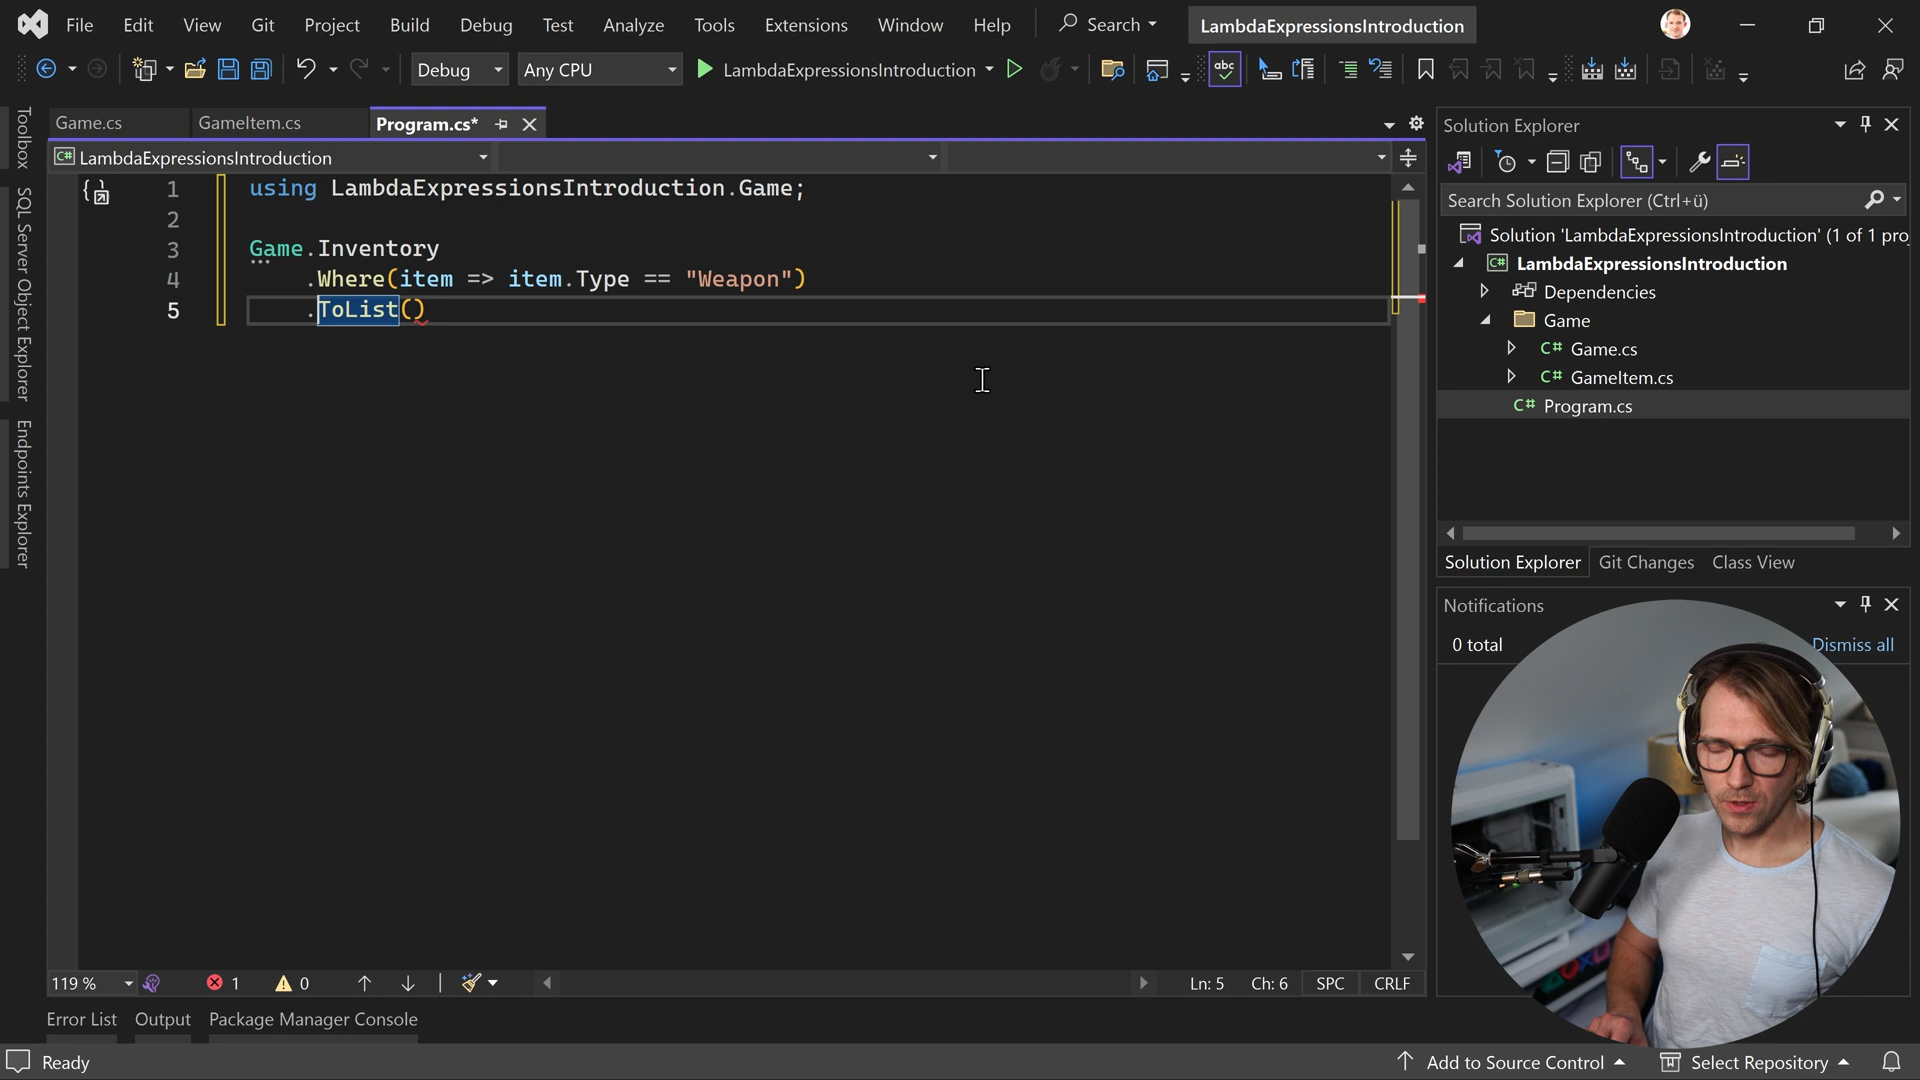 File Edit View Git Project Build Debug Test Analyze Tools Extensions Window Help Search LambdaExpressionsIntroduction
Debug Any CPU LambdaExpressionsIntroduction abc
Game.cs GameItem.cs Program.cs*
C# LambdaExpressionsIntroduction
1 using LambdaExpressionsIntroduction.Game;
2
3 Game.Inventory
4 .Where(item => item.Type == "Weapon")
5 .ToList()
Toolbox
SQL Server Object Explorer
Endpoints Explorer
Solution Explorer
Search Solution Explorer (Ctrl+ü)
Solution 'LambdaExpressionsIntroduction' (1 of 1 pro
C# LambdaExpressionsIntroduction
Dependencies
Game
C# Game.cs
C# GameItem.cs
C# Program.cs
Solution Explorer Git Changes Class View
Notifications
0 total Dismiss all
119 % 1 0 Ln: 5 Ch: 6 SPC CRLF
Error List Output Package Manager Console
Ready Add to Source Control Select Repository